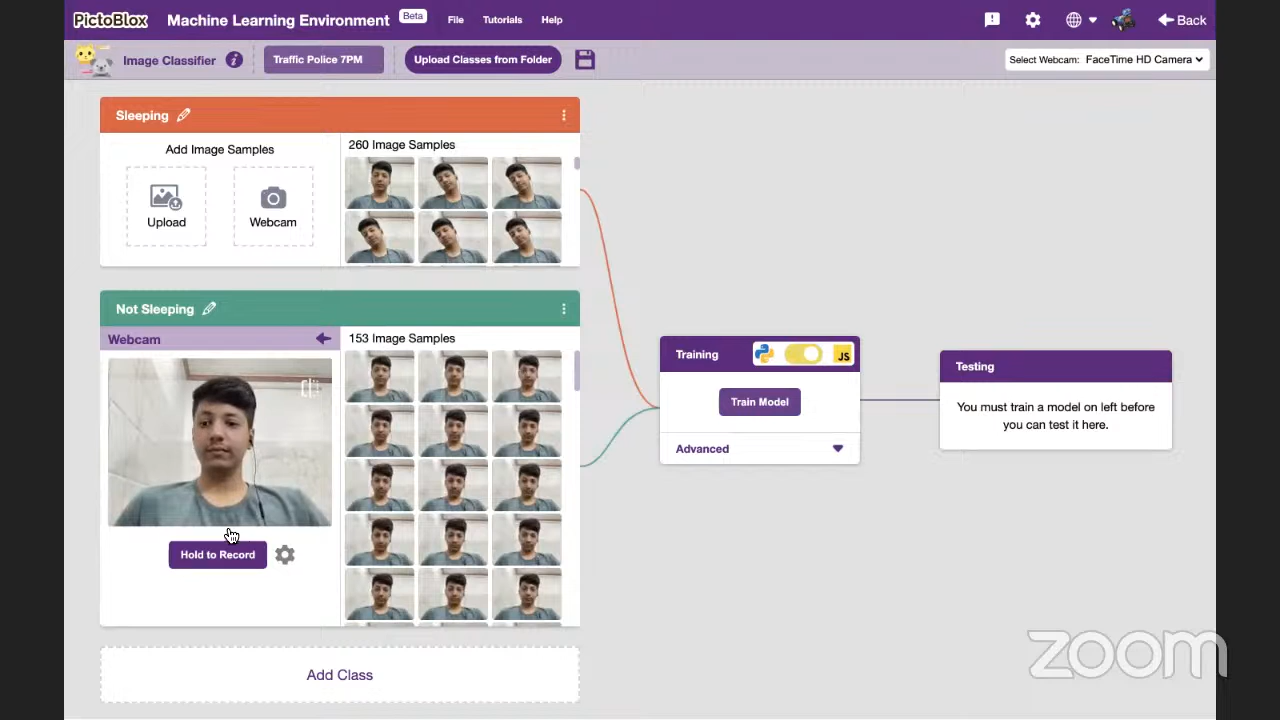 PictoBlox Machine Learning Environment Beta File Tutorials Help Back
Image Classifier Traffic Police 7PM Upload Classes from Folder Select Webcam: FaceTime HD Camera
Sleeping
Add Image Samples
Upload
Webcam
260 Image Samples
Not Sleeping
Webcam
153 Image Samples
Hold to Record
Training JS
Train Model
Advanced
Testing
You must train a model on left before
you can test it here.
Add Class
zoom